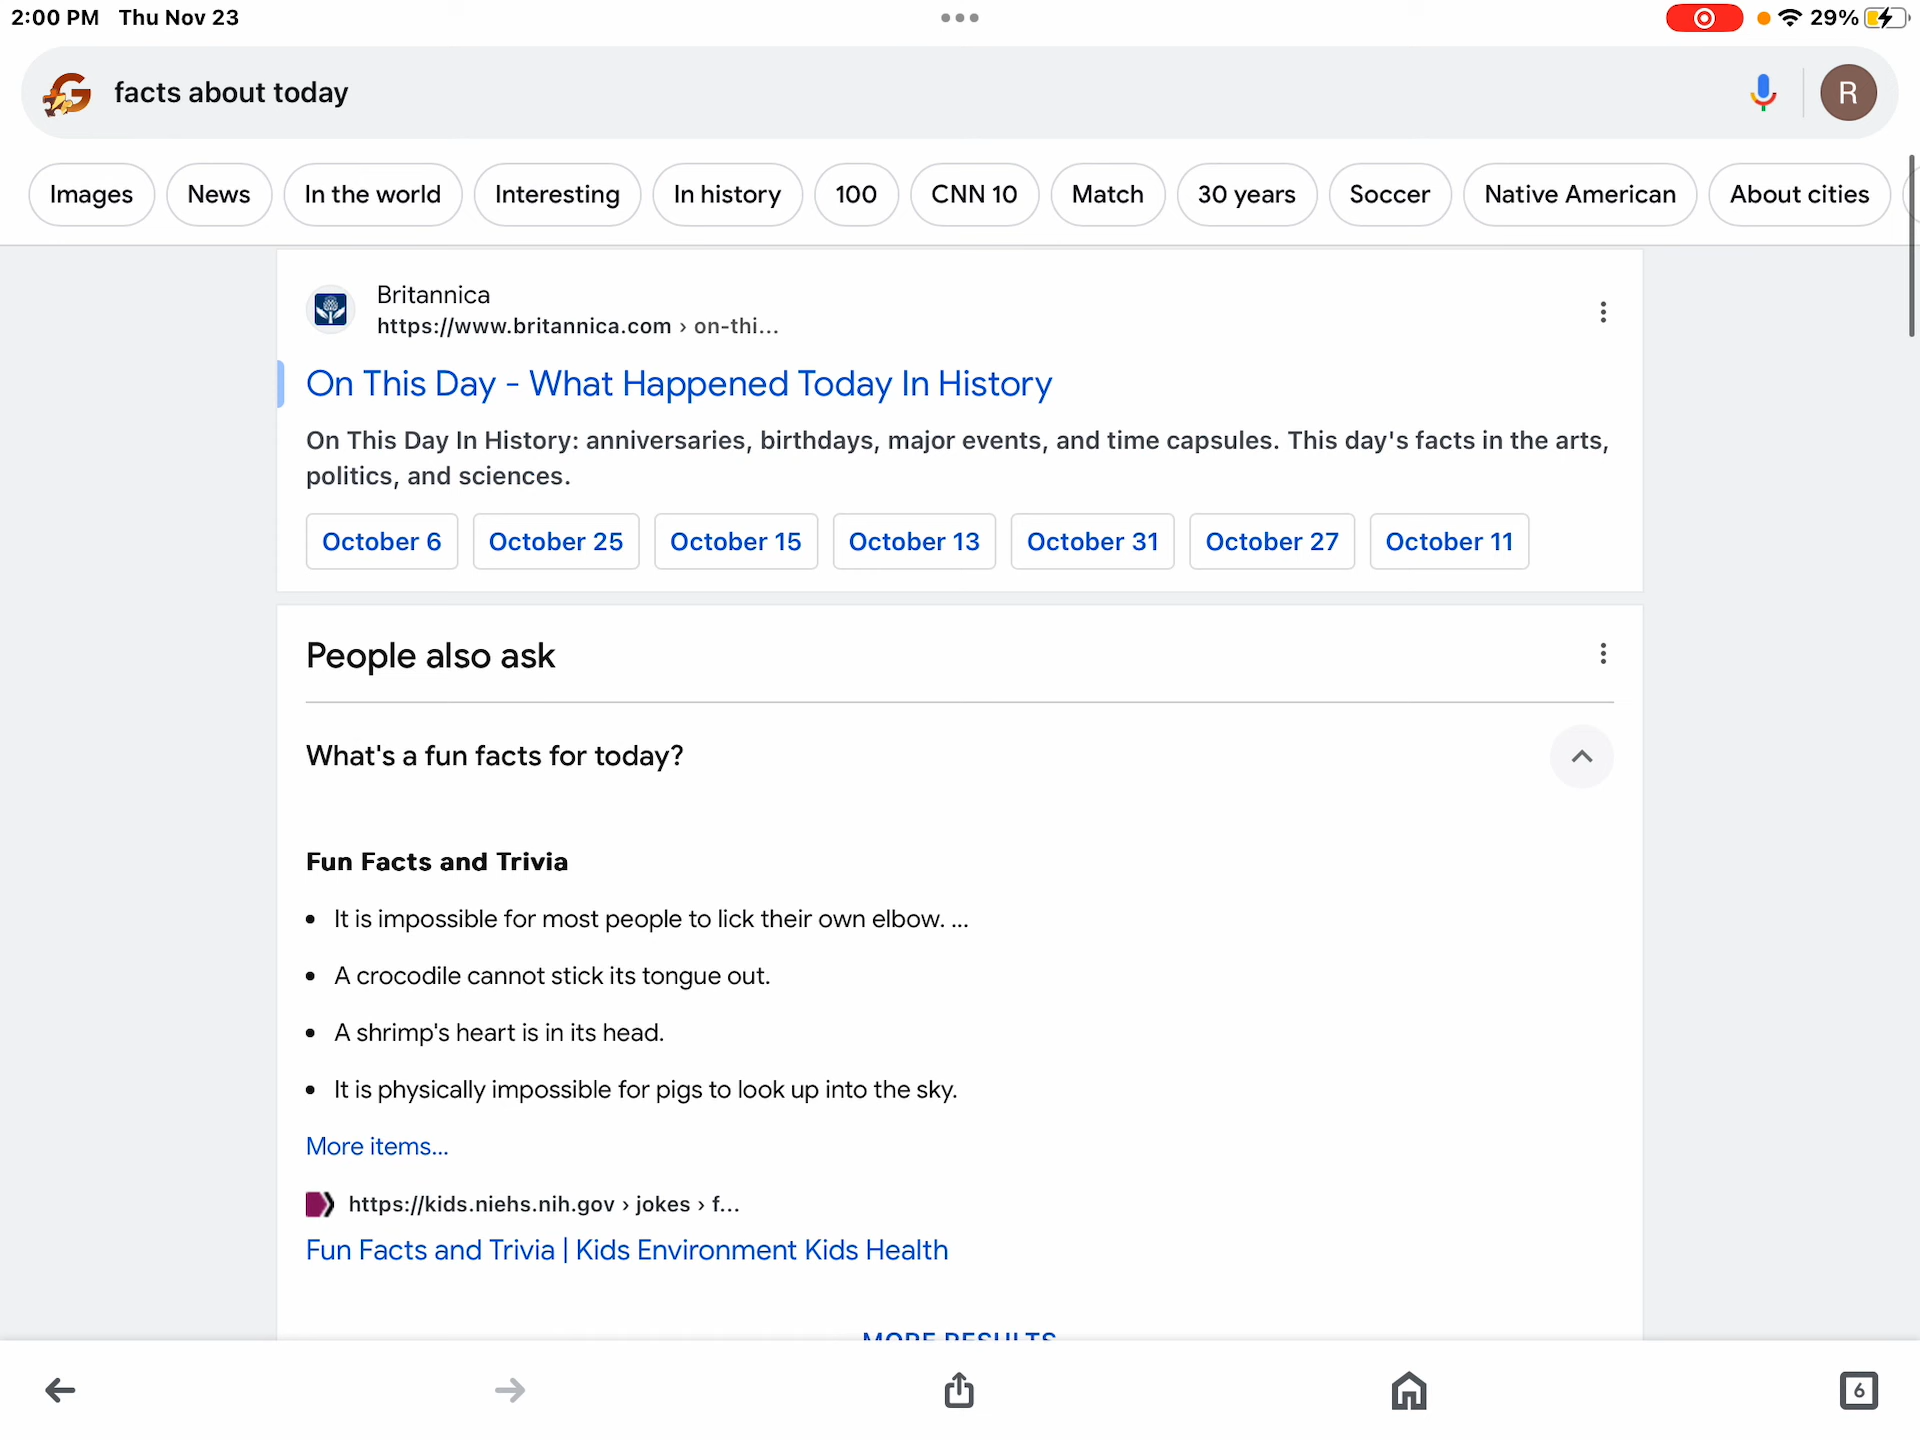 2:00 PM Thu Nov 23
29%
facts about today
R
Images News In the world Interesting In history 100 CNN 10 Match 30 years Soccer Native American About cities
Britannica
https://www.britannica.com › on-thi...
On This Day - What Happened Today In History
On This Day In History: anniversaries, birthdays, major events, and time capsules. This day's facts in the arts,
politics, and sciences.
October 6 October 25 October 15 October 13 October 31 October 27 October 11
People also ask
What's a fun facts for today?
Fun Facts and Trivia
• It is impossible for most people to lick their own elbow. ...
• A crocodile cannot stick its tongue out.
• A shrimp's heart is in its head.
• It is physically impossible for pigs to look up into the sky.
More items...
https://kids.niehs.nih.gov › jokes › f...
Fun Facts and Trivia | Kids Environment Kids Health
MORE RESULTS
6